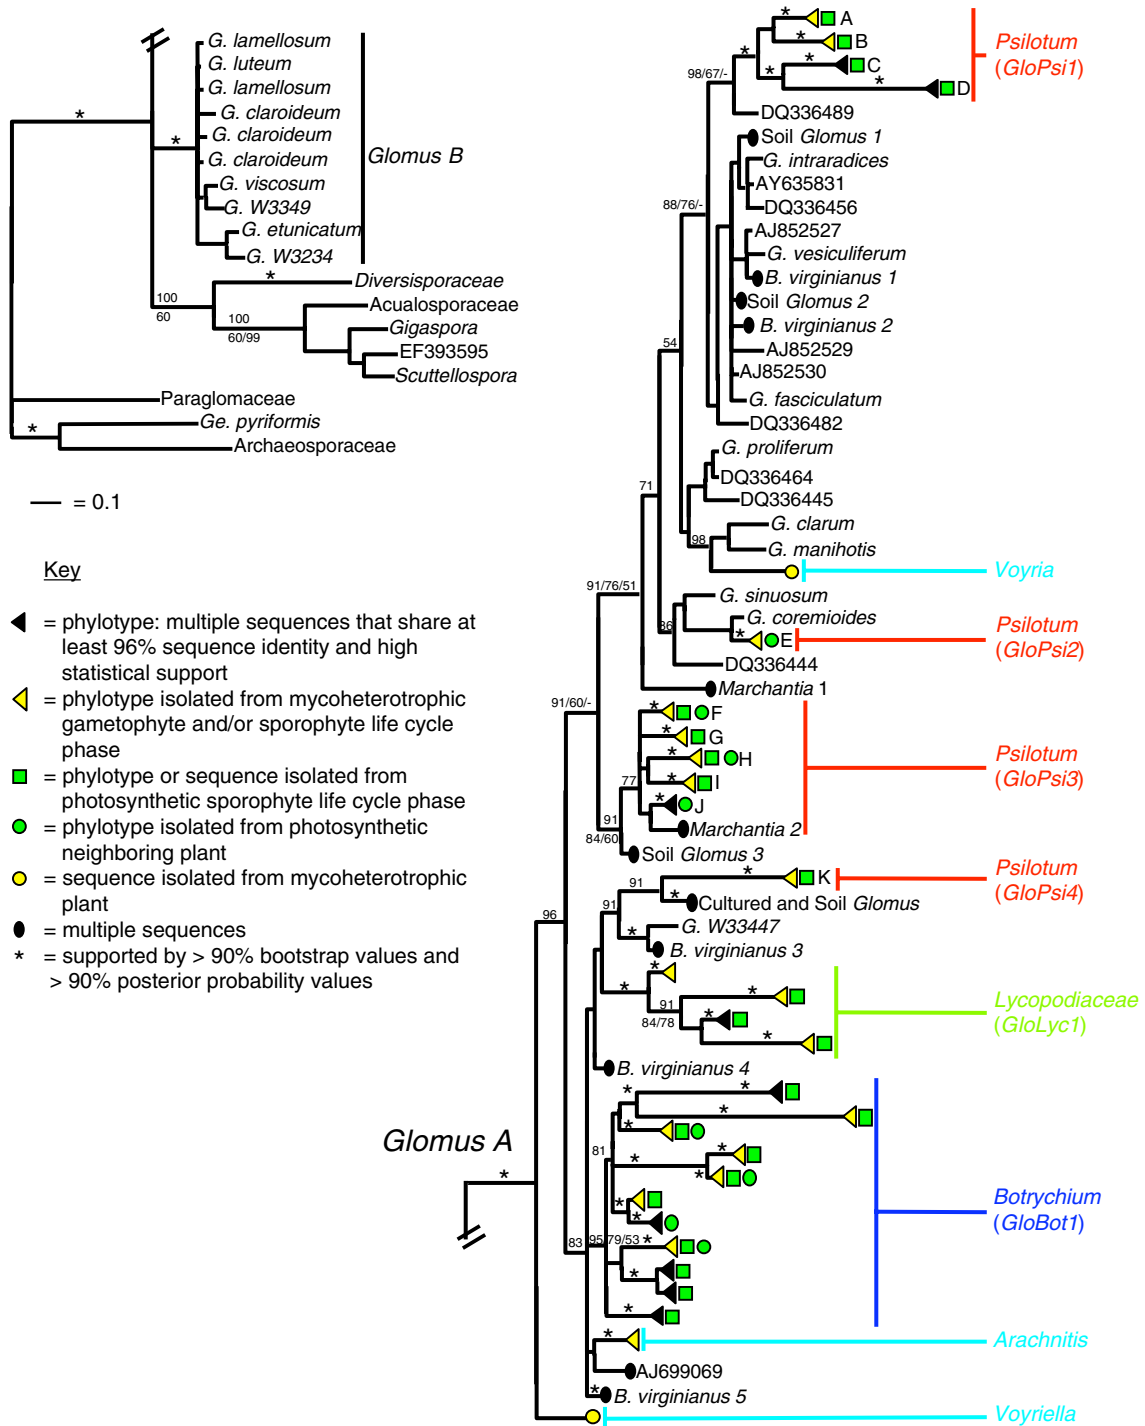 G. lamellosum
G. luteum
G. lamellosum
G. claroideum
G. claroideum
G. claroideum
G. viscosum
G. W3349
G. etunicatum
G. W3234
Glomus B
*
*
*
Diversisporaceae
100
60
100
60/99
Acualosporaceae
Gigaspora
EF393595
Scuttellospora
Paraglomaceae
*
Ge. pyriformis
Archaeosporaceae
= 0.1
Key
= phylotype: multiple sequences that share at
least 96% sequence identity and high
statistical support
= phylotype isolated from mycoheterotrophic
gametophyte and/or sporophyte life cycle
phase
= phylotype or sequence isolated from
photosynthetic sporophyte life cycle phase
= phylotype isolated from photosynthetic
neighboring plant
= sequence isolated from mycoheterotrophic
plant
= multiple sequences
* = supported by > 90% bootstrap values and
> 90% posterior probability values
Glomus A
*
* A
* B
* C
* D
*
*
98/67/-
Psilotum
(GloPsi1)
DQ336489
Soil Glomus 1
G. intraradices
AY635831
DQ336456
88/76/-
AJ852527
G. vesiculiferum
B. virginianus 1
Soil Glomus 2
B. virginianus 2
54
AJ852529
AJ852530
G. fasciculatum
DQ336482
G. proliferum
DQ336464
71
DQ336445
G. clarum
98
G. manihotis
Voyria
91/76/51
G. sinuosum
G. coremioides
86
* E
Psilotum
(GloPsi2)
DQ336444
Marchantia 1
91/60/-
* F
* G
* H
* I
77
* J
Psilotum
(GloPsi3)
91
84/60
Marchantia 2
Soil Glomus 3
91
* K
Psilotum
(GloPsi4)
*
Cultured and Soil Glomus
91
96
G. W33447
*
B. virginianus 3
*
*
*
91
84/78
*
*
Lycopodiaceae
(GloLyc1)
B. virginianus 4
*
*
*
*
81
*
*
*
*
*
Botrychium
(GloBot1)
83
95/79/53
*
*
*
*
Arachnitis
AJ699069
*
B. virginianus 5
Voyriella